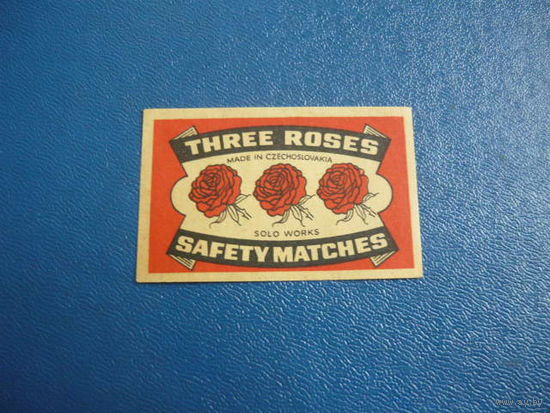 THREE ROSES
MADE IN CZECHOSLOVAKIA
SOLO WORKS
SAFETY MATCHES